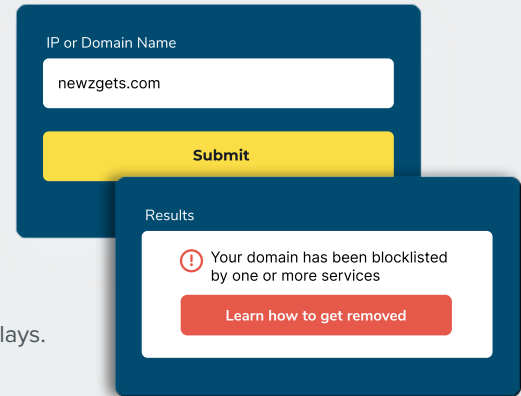 IP or Domain Name
newzgets.com
Submit
Results
Your domain has been blocklisted
by one or more services
Learn how to get removed
lays.